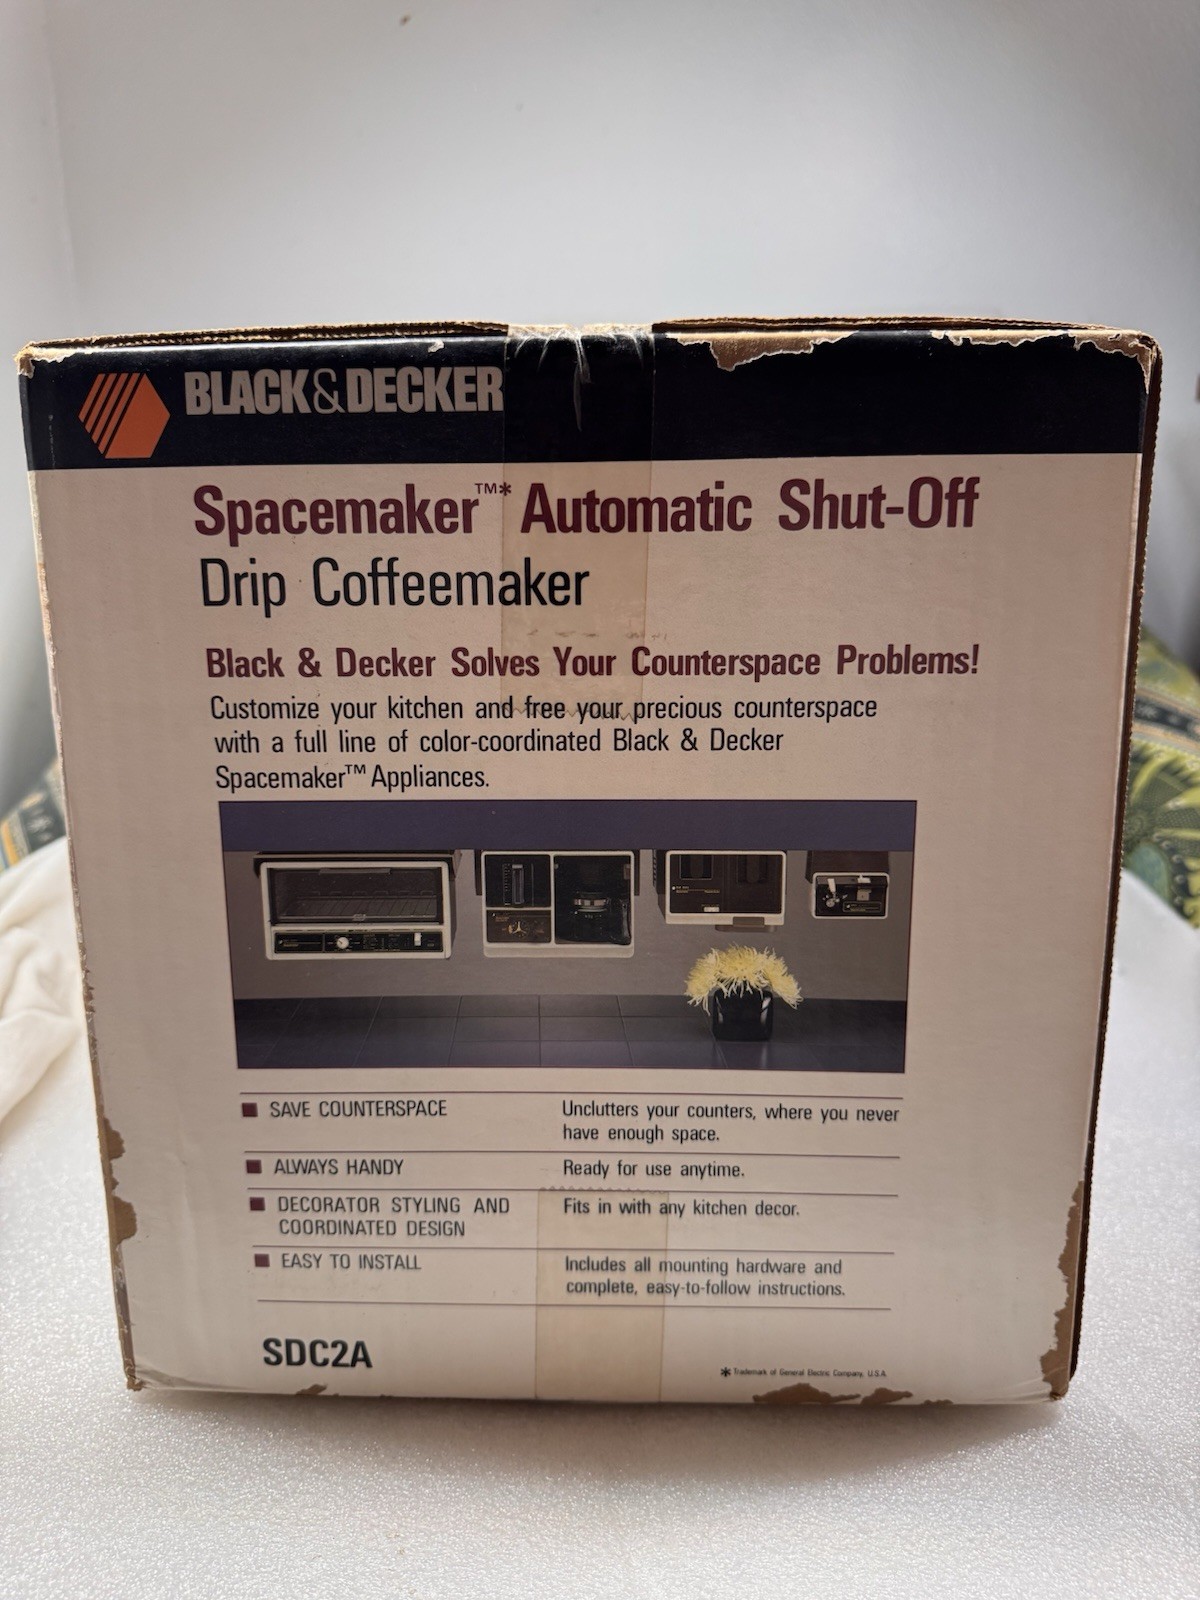 BLACK & DECKER
Spacemaker™* Automatic Shut-Off
Drip Coffeemaker
Black & Decker Solves Your Counterspace Problems!
Customize your kitchen and free your precious counterspace
with a full line of color-coordinated Black & Decker
Spacemaker™ Appliances.
■ SAVE COUNTERSPACE Unclutters your counters, where you never
have enough space.
■ ALWAYS HANDY Ready for use anytime.
■ DECORATOR STYLING AND Fits in with any kitchen decor.
COORDINATED DESIGN
■ EASY TO INSTALL Includes all mounting hardware and
complete, easy-to-follow instructions.
SDC2A
* Trademark of General Electric Company, U.S.A.